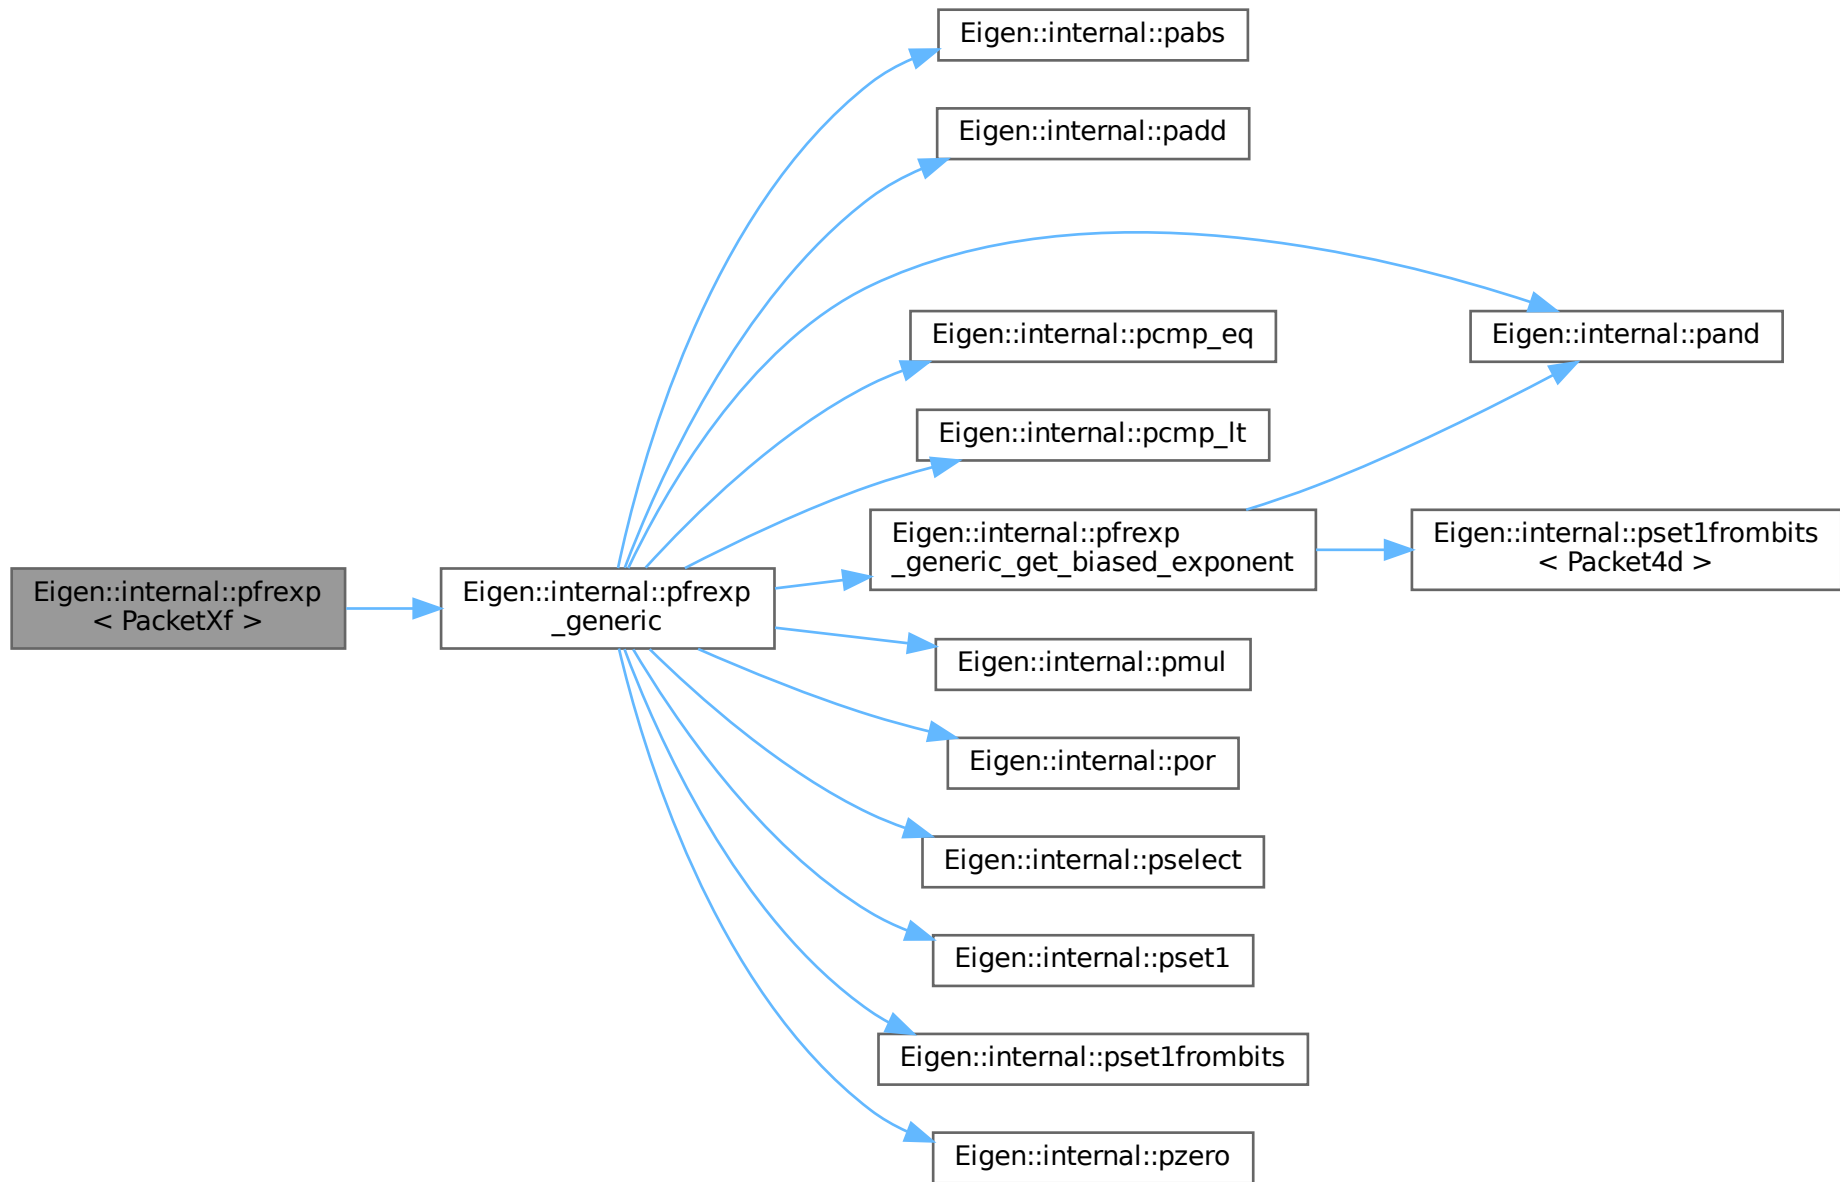 Eigen::internal::pabs
Eigen::internal::padd
Eigen::internal::pcmp_eq
Eigen::internal::pand
Eigen::internal::pcmp_lt
Eigen::internal::pfrexp
_generic_get_biased_exponent
Eigen::internal::pset1frombits
< Packet4d >
Eigen::internal::pfrexp
< PacketXf >
Eigen::internal::pfrexp
_generic
Eigen::internal::pmul
Eigen::internal::por
Eigen::internal::pselect
Eigen::internal::pset1
Eigen::internal::pset1frombits
Eigen::internal::pzero